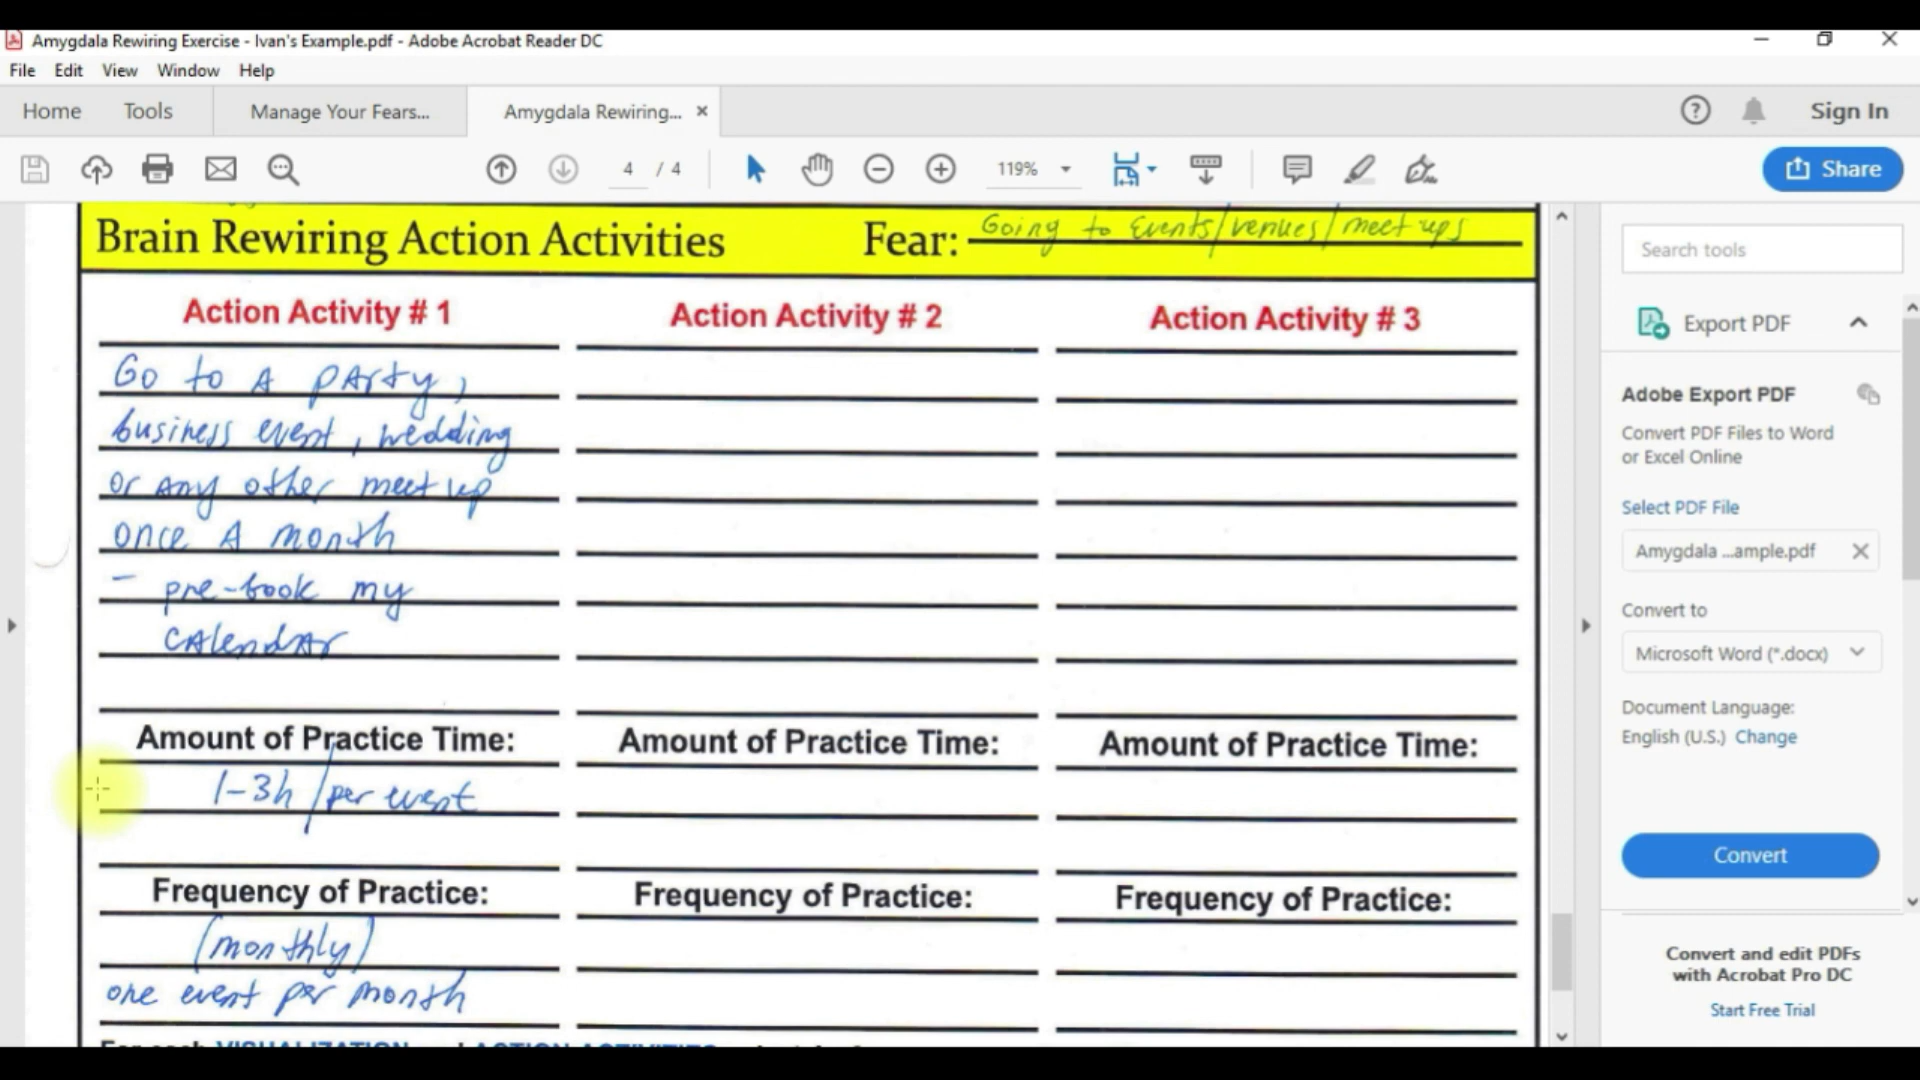 Amygdala Rewiring Exercise - Ivan's Example.pdf - Adobe Acrobat Reader DC
File Edit View Window Help
Home Tools Manage Your Fears... Amygdala Rewiring...
Sign In
4 / 4 119% Share
Brain Rewiring Action Activities Fear: Going to Events/venues/meet ups
Action Activity # 1 Action Activity # 2 Action Activity # 3
Go to A pArty,
business event, wedding
or Any other meet up
once A month
- pre-book my
CAlendAr
Amount of Practice Time: Amount of Practice Time: Amount of Practice Time:
1-3h / per event
Frequency of Practice: Frequency of Practice: Frequency of Practice:
(monthly)
one event per month
For each VISUALIZATION and ACTION ACTIVITIES
Search tools
Export PDF
Adobe Export PDF
Convert PDF Files to Word
or Excel Online
Select PDF File
Amygdala ...ample.pdf
Convert to
Microsoft Word (*.docx)
Document Language:
English (U.S.) Change
Convert
Convert and edit PDFs
with Acrobat Pro DC
Start Free Trial